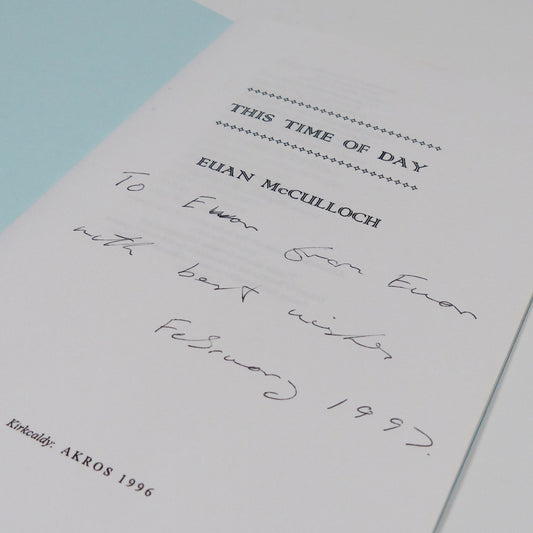 THIS TIME OF DAY
EUAN McCULLOCH
To Ewan from Euan
with best wishes
February 1997.
Kirkcaldy: AKROS 1996